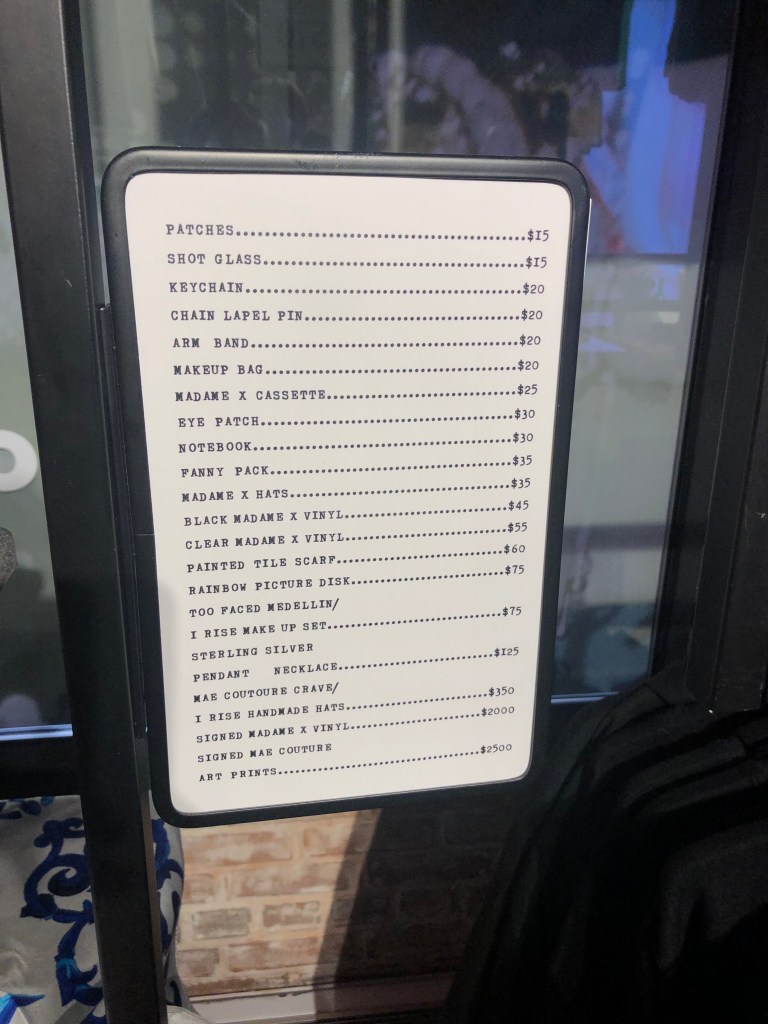 PATCHES..................................................$15
SHOT GLASS..............................................$15
KEYCHAIN................................................$20
CHAIN LAPEL PIN.....................................$20
ARM BAND..............................................$20
MAKEUP BAG...........................................$20
MADAME X CASSETTE...............................$25
EYE PATCH.............................................$30
NOTEBOOK..............................................$30
FANNY PACK...........................................$35
MADAME X HATS......................................$35
BLACK MADAME X VINYL............................$45
CLEAR MADAME X VINYL............................$55
PAINTED TILE SCARF................................$60
RAINBOW PICTURE DISK.............................$75
TOO FACED MEDELLIN/
I RISE MAKE UP SET.................................$75
STERLING SILVER
PENDANT NECKLACE.................................$125
MAE COUTOURE CRAVE/
I RISE HANDMADE HATS.............................$350
SIGNED MADAME X VINYL..........................$2000
SIGNED MAE COUTURE
ART PRINTS............................................$2500